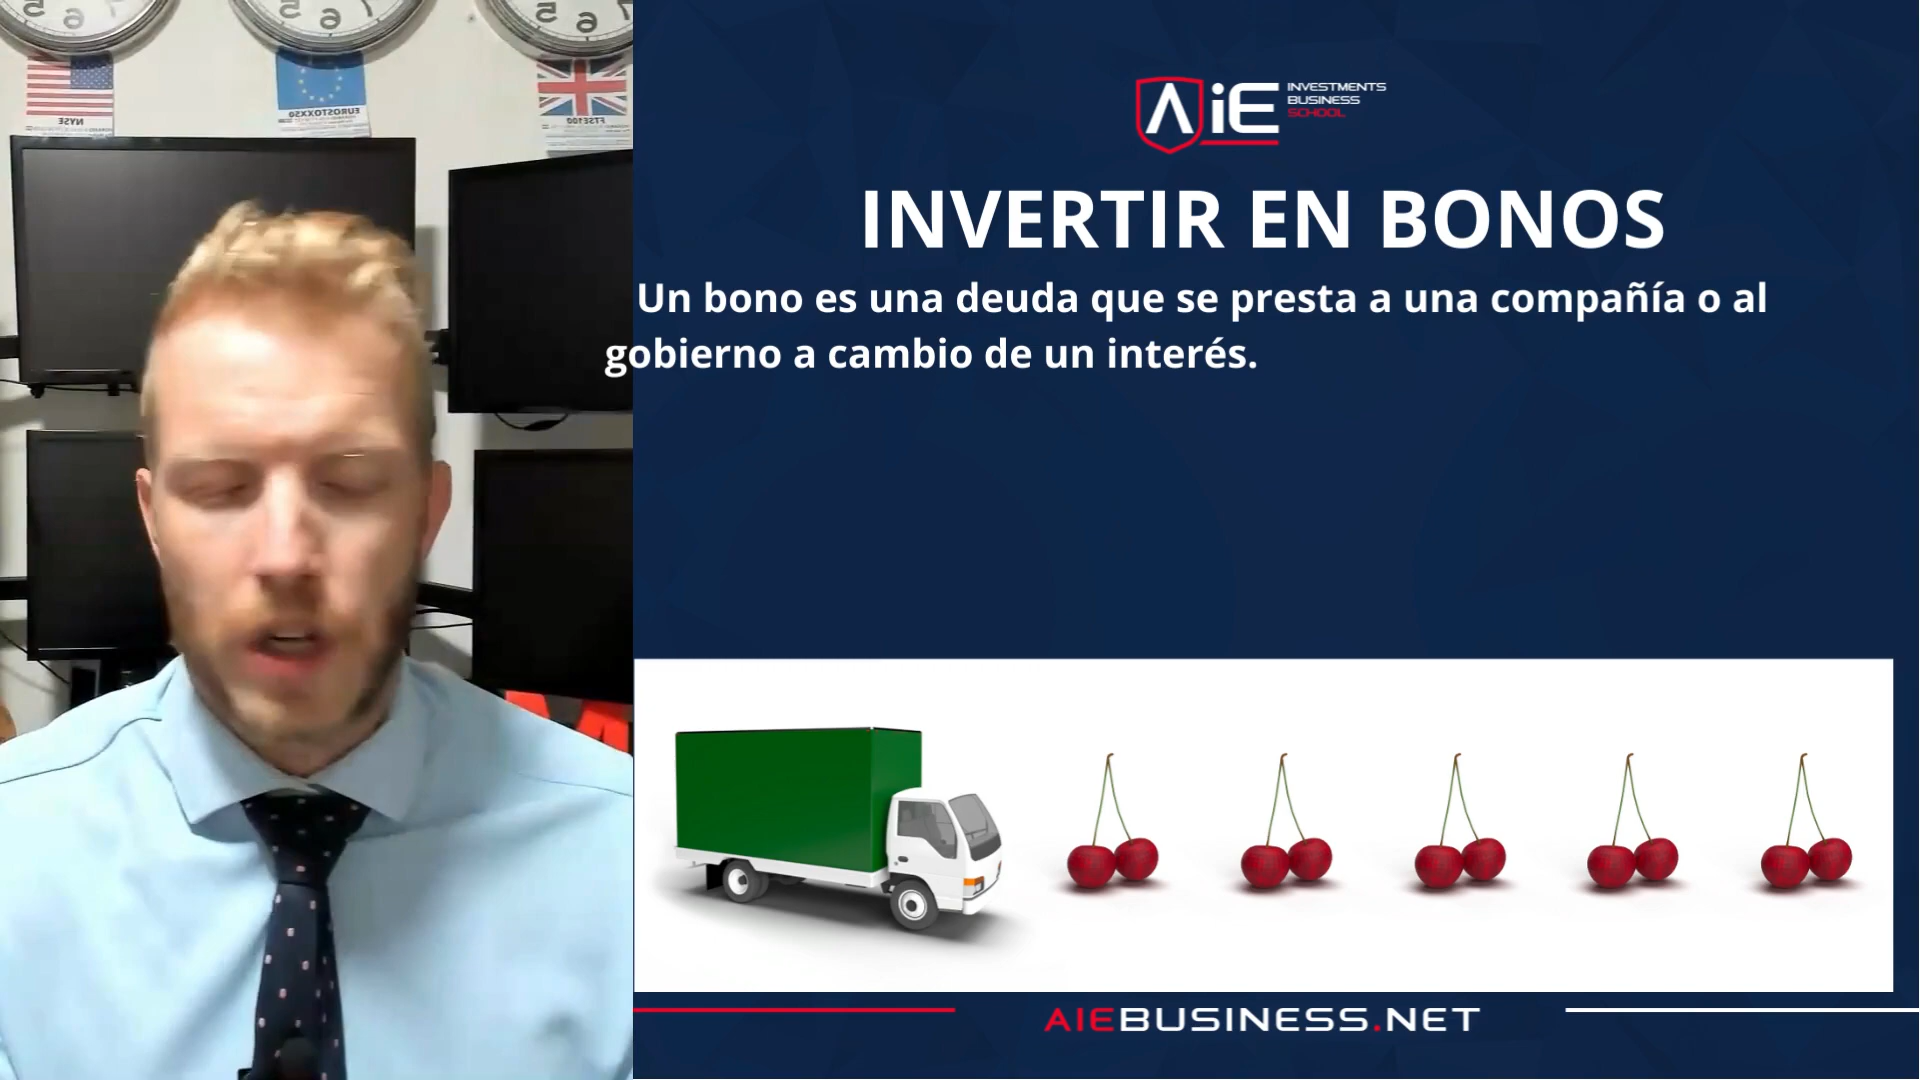 NYSE
EUROSTOXX50
FTSE100
AiE INVESTMENTS
BUSINESS
SCHOOL
INVERTIR EN BONOS
Un bono es una deuda que se presta a una compañía o al
gobierno a cambio de un interés.
AIEBUSINESS.NET